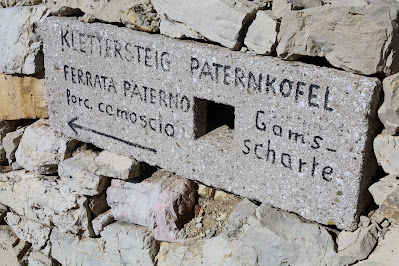 KLETTERSTEIG PATERNKOFEL
FERRATA PATERNO
Forc. camoscio
Gams-
scharte